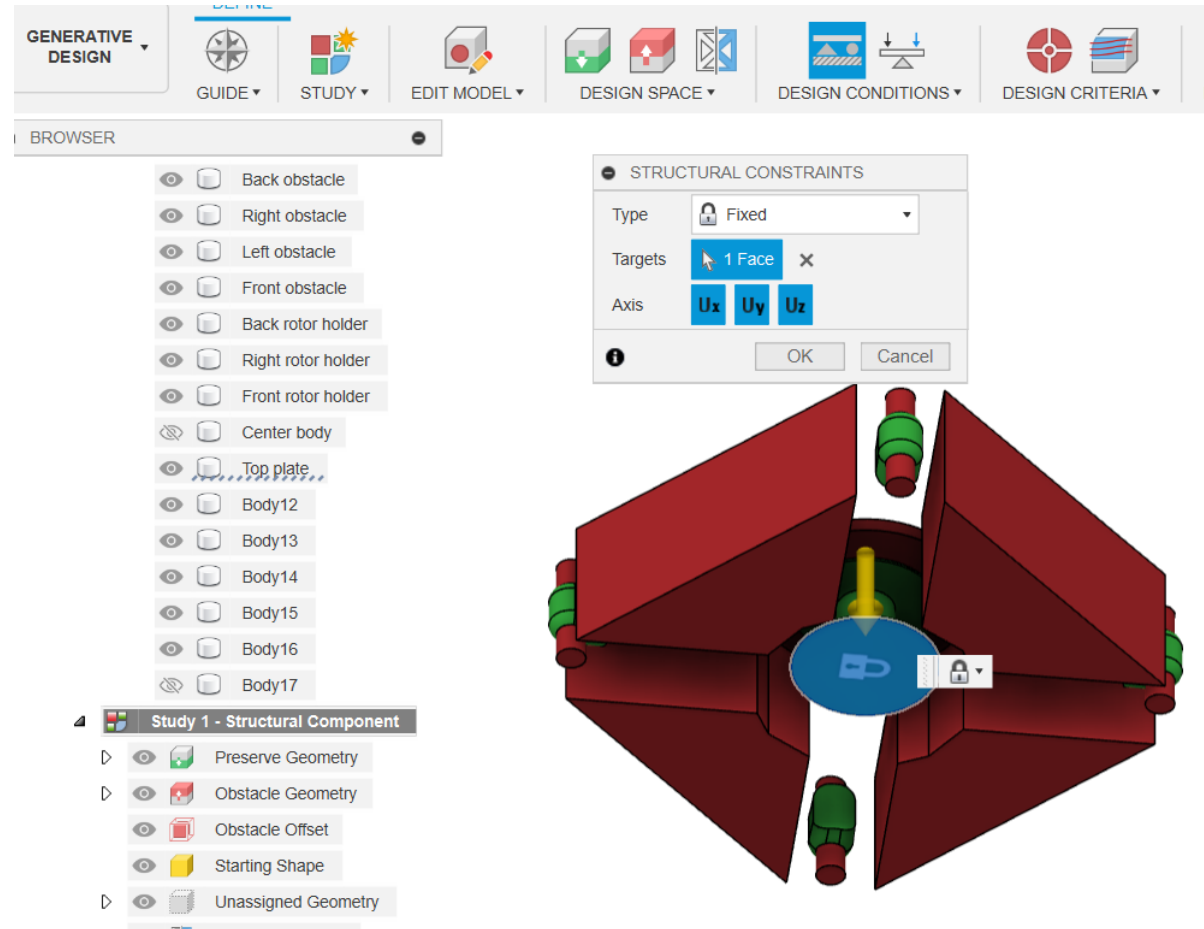 DEFINE
GENERATIVE
DESIGN
GUIDE
STUDY
EDIT MODEL
DESIGN SPACE
DESIGN CONDITIONS
DESIGN CRITERIA
BROWSER
Back obstacle
Right obstacle
Left obstacle
Front obstacle
Back rotor holder
Right rotor holder
Front rotor holder
Center body
Top plate
Body12
Body13
Body14
Body15
Body16
Body17
Study 1 - Structural Component
Preserve Geometry
Obstacle Geometry
Obstacle Offset
Starting Shape
Unassigned Geometry
STRUCTURAL CONSTRAINTS
Type Fixed
Targets 1 Face
Axis Ux Uy Uz
OK Cancel